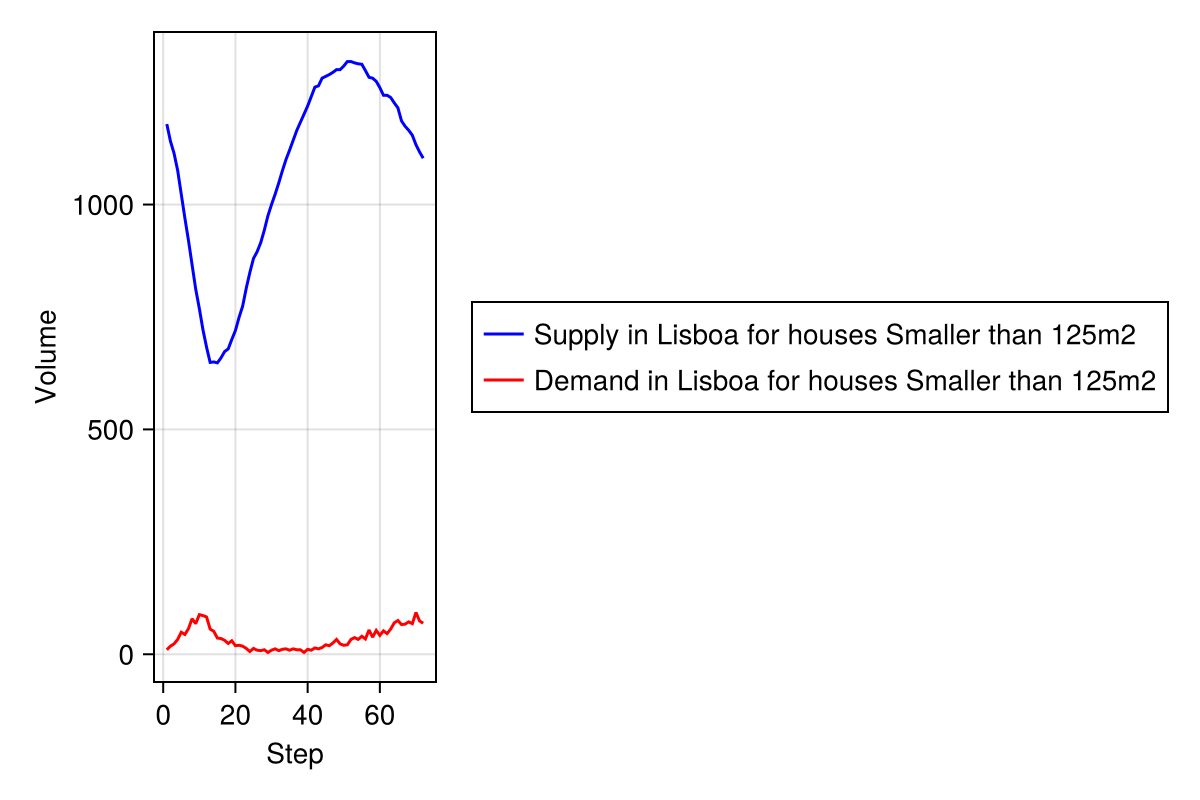 1000
500
0
Volume
0 20 40 60
Step
Supply in Lisboa for houses Smaller than 125m2
Demand in Lisboa for houses Smaller than 125m2